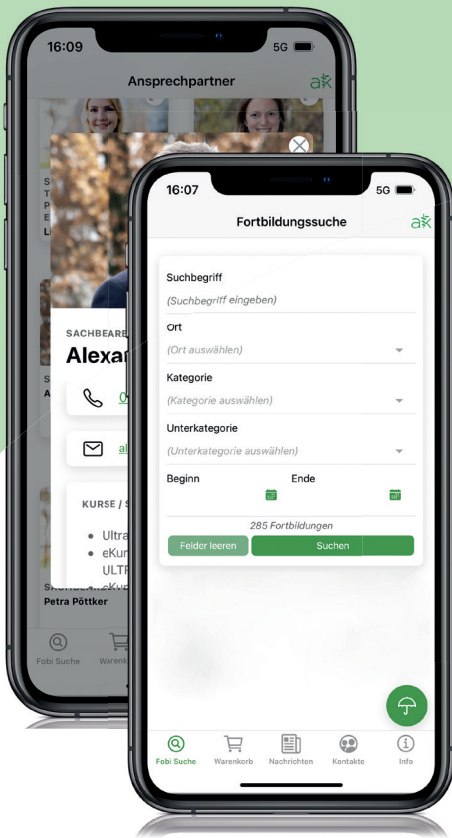 16:09
5G
Ansprechpartner
SACHBEARBE
Alexa
KURSE / S
Ultra
eKur
ULTR
eKur
Petra Pöttker
Fobi Suche
Warenk
16:07
5G
Fortbildungssuche
Suchbegriff
(Suchbegriff eingeben)
Ort
(Ort auswählen)
Kategorie
(Kategorie auswählen)
Unterkategorie
(Unterkategorie auswählen)
Beginn Ende
285 Fortbildungen
Felder leeren Suchen
Fobi Suche Warenkorb Nachrichten Kontakte Info